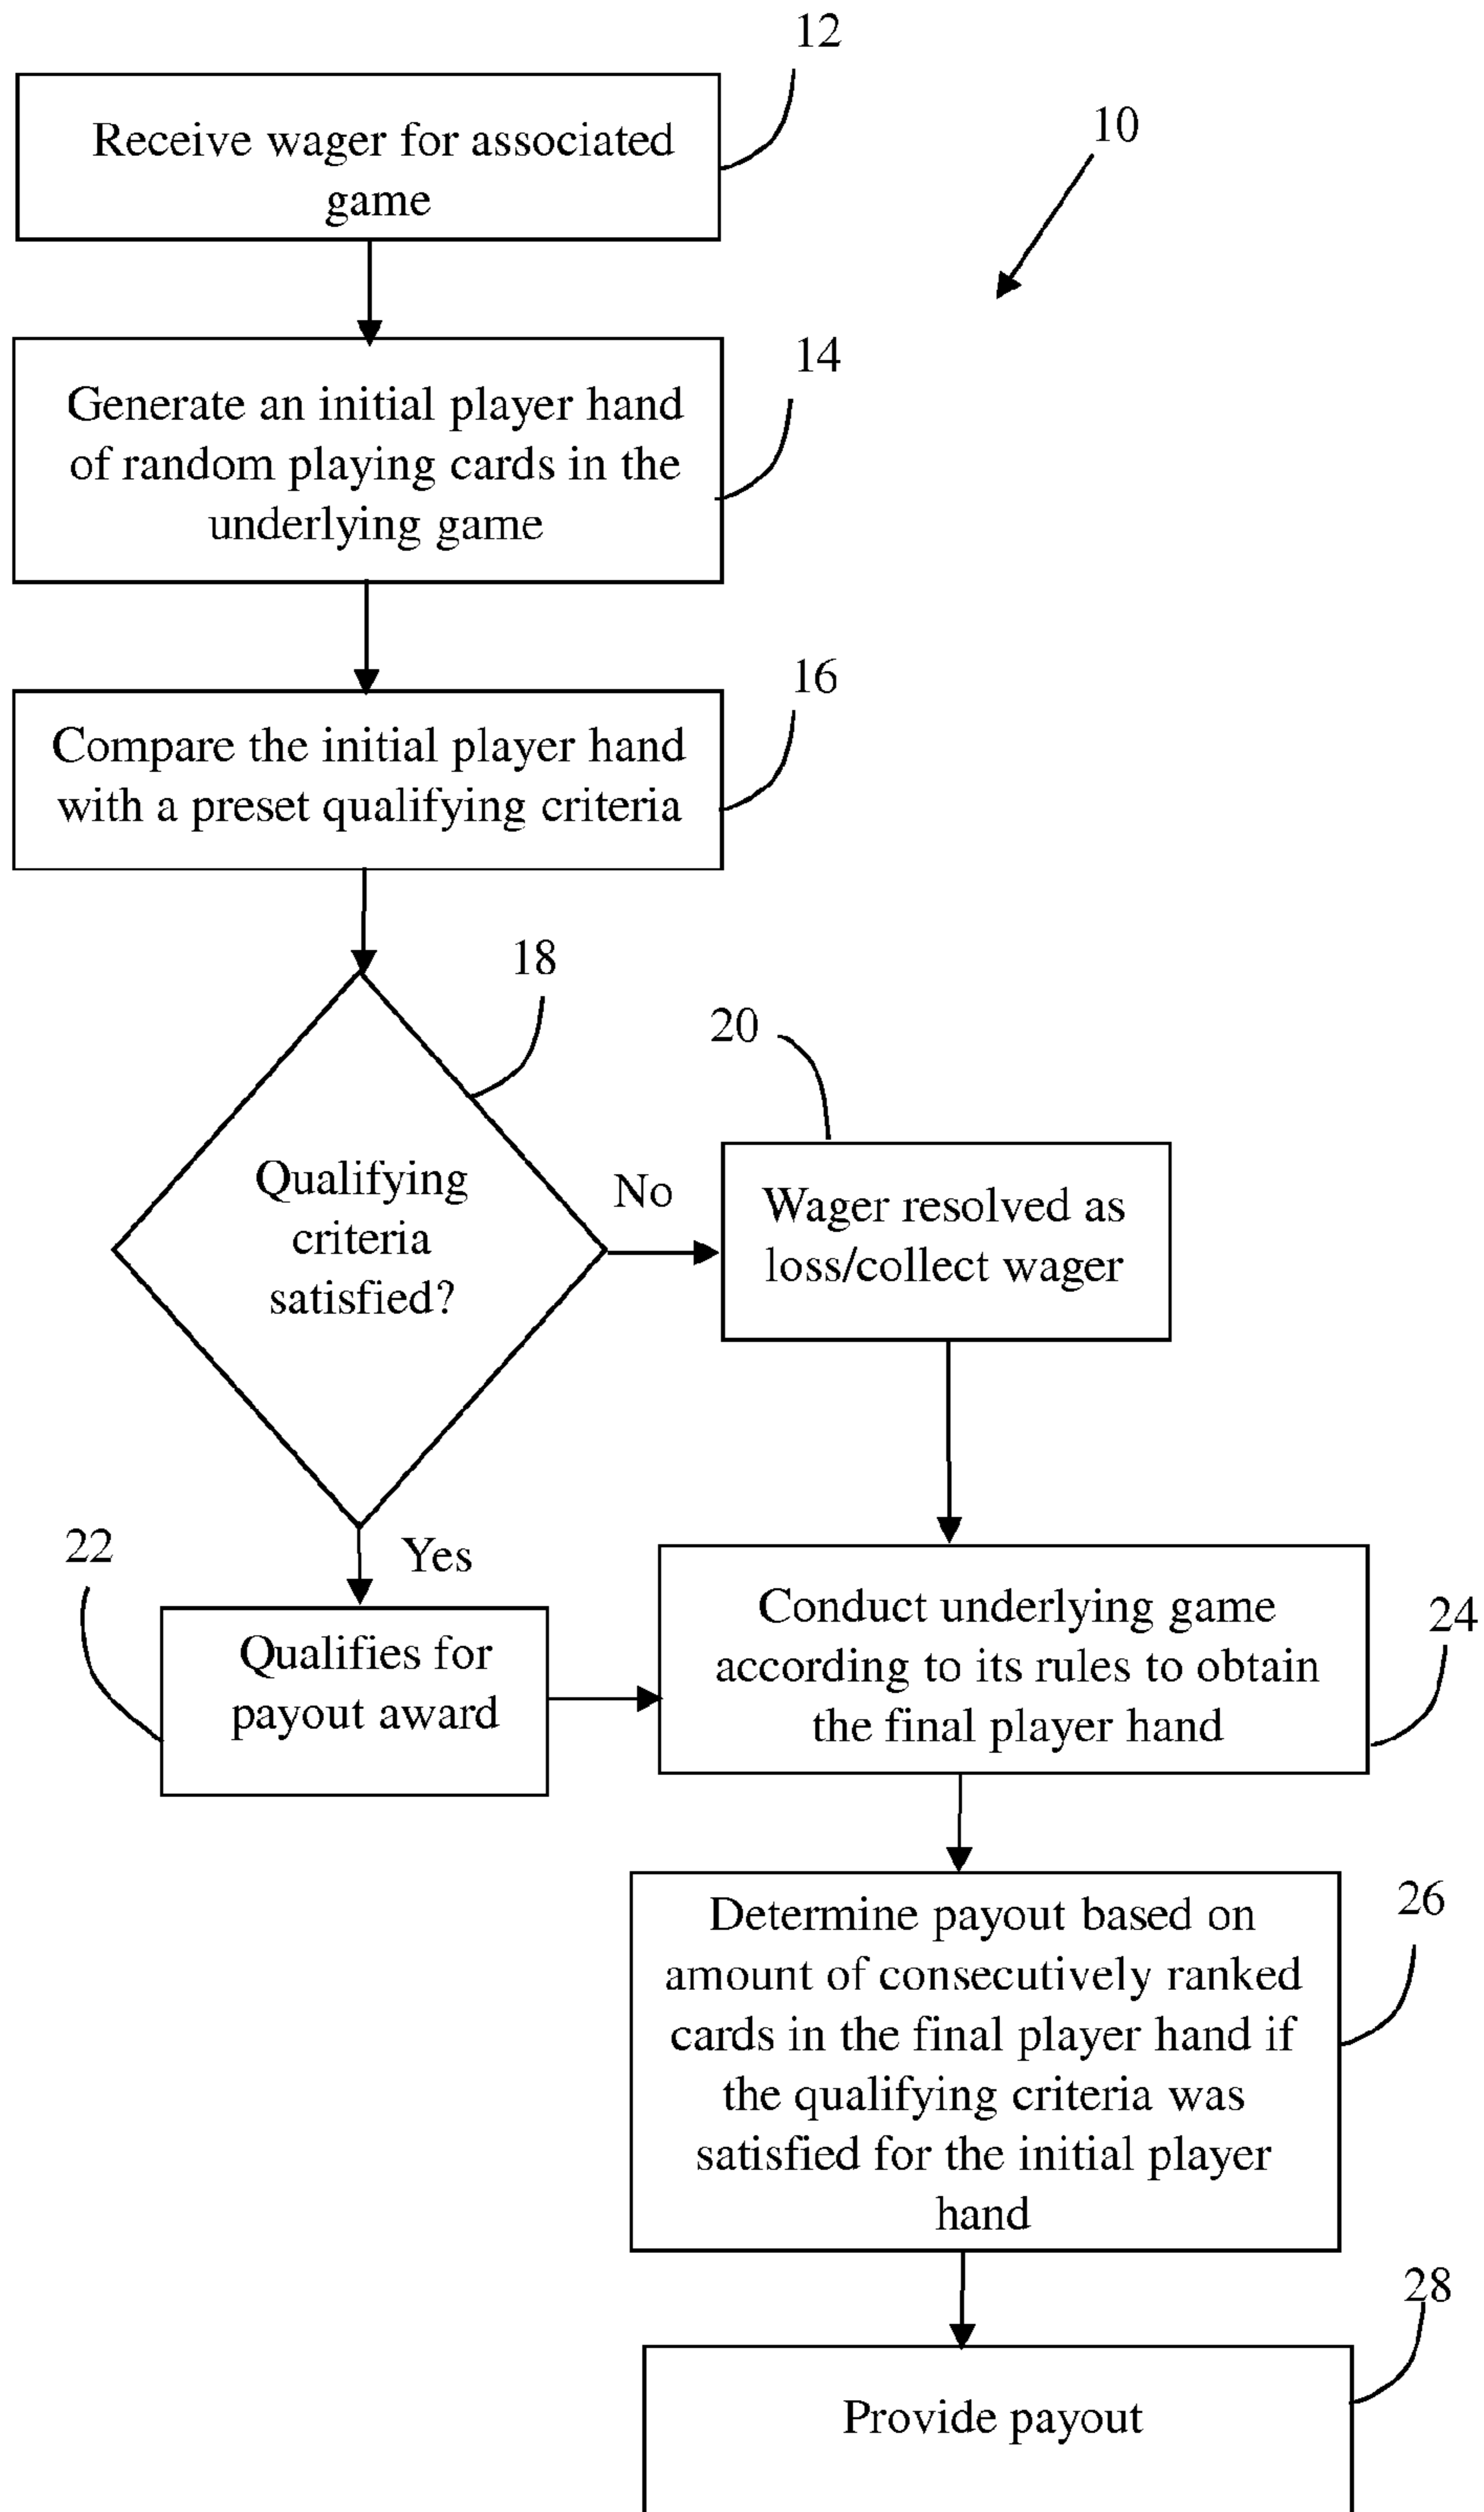 12
Receive wager for associated
game
10
14
Generate an initial player hand
of random playing cards in the
underlying game
16
Compare the initial player hand
with a preset qualifying criteria
18
20
Qualifying
criteria
satisfied?
No
Wager resolved as
loss/collect wager
22
Yes
Qualifies for
payout award
Conduct underlying game
according to its rules to obtain
the final player hand
24
Determine payout based on
amount of consecutively ranked
cards in the final player hand if
the qualifying criteria was
satisfied for the initial player
hand
26
28
Provide payout